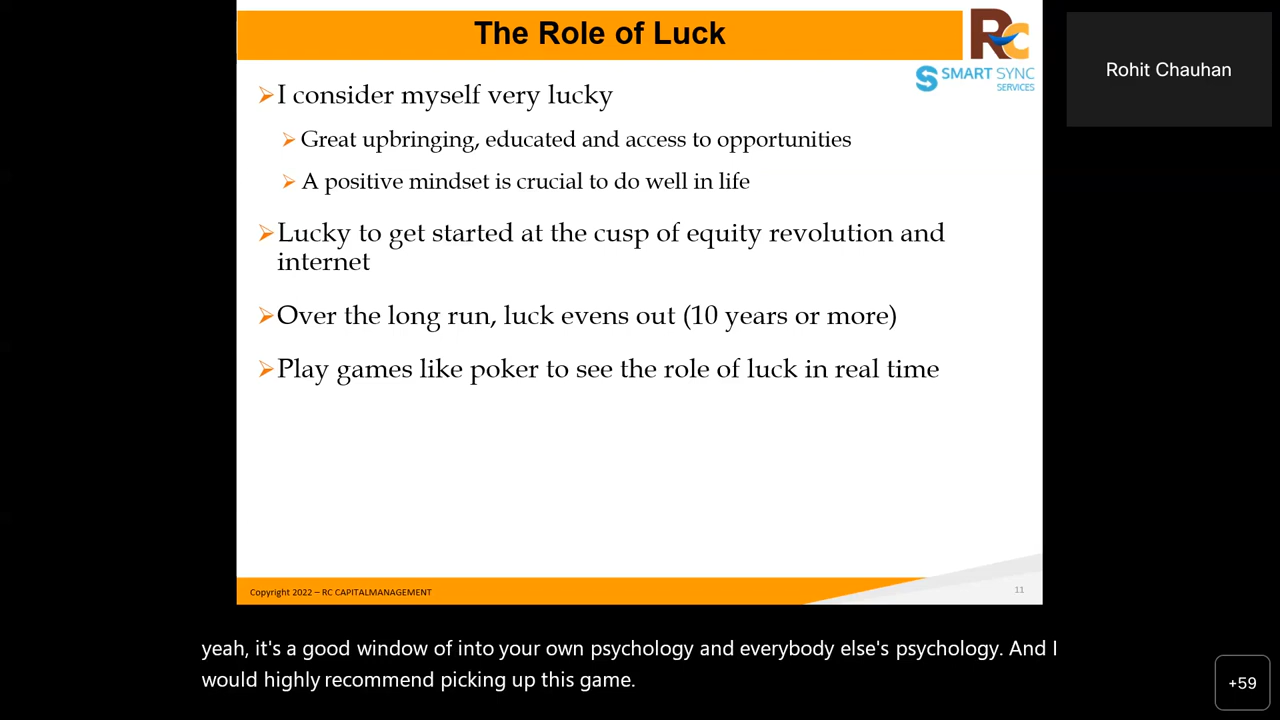 The Role of Luck
Rc
SMART SYNC
SERVICES
Rohit Chauhan
I consider myself very lucky
Great upbringing, educated and access to opportunities
A positive mindset is crucial to do well in life
Lucky to get started at the cusp of equity revolution and
internet
Over the long run, luck evens out (10 years or more)
Play games like poker to see the role of luck in real time
Copyright 2022 – RC CAPITALMANAGEMENT
11
yeah, it's a good window of into your own psychology and everybody else's psychology. And I
would highly recommend picking up this game.
+59